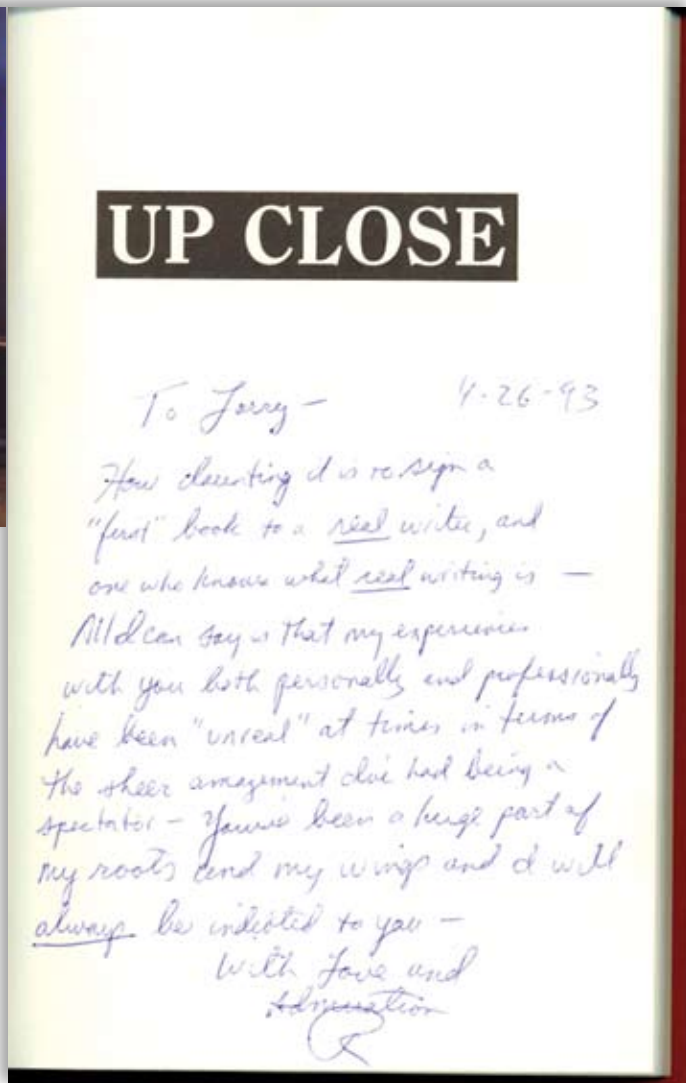 UP CLOSE
To Larry — 4-26-93
How daunting it is to sign a
"first" book to a real writer, and
one who knows what real writing is —
All I can say is that my experiences
with you both personally and professionally
have been "unreal" at times in terms of
the sheer amazement I've had being a
spectator — You've been a huge part of
my roots and my wings and I will
always be indebted to you —
With Love and
Admiration